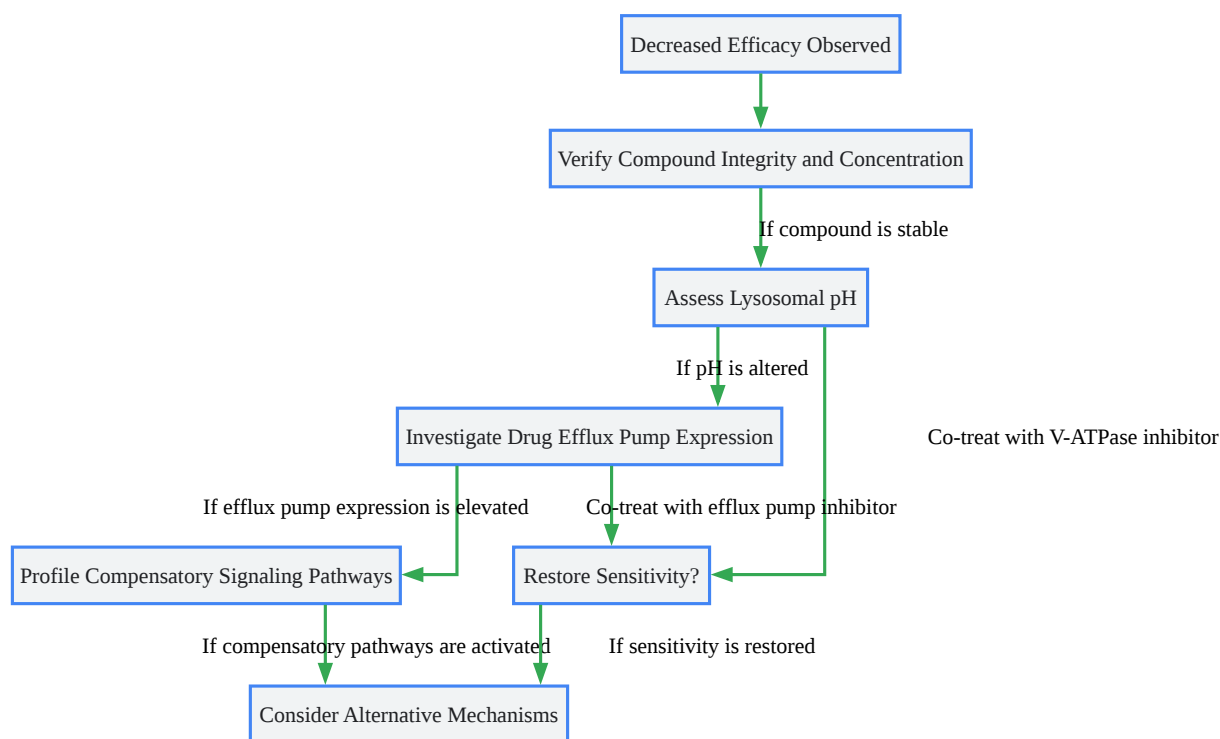 Decreased Efficacy Observed
Verify Compound Integrity and Concentration
If compound is stable
Assess Lysosomal pH
If pH is altered
Investigate Drug Efflux Pump Expression
Co-treat with V-ATPase inhibitor
If efflux pump expression is elevated
Co-treat with efflux pump inhibitor
Profile Compensatory Signaling Pathways
Restore Sensitivity?
If compensatory pathways are activated
If sensitivity is restored
Consider Alternative Mechanisms